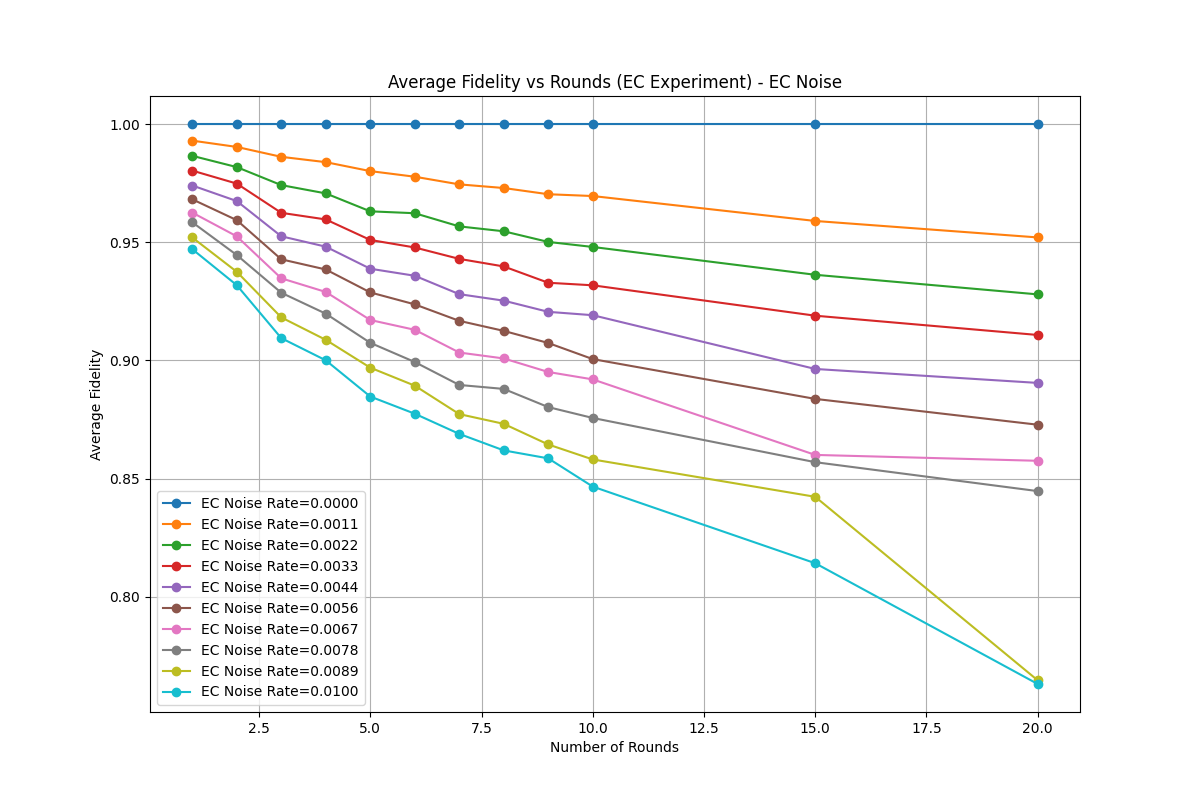 Average Fidelity vs Rounds (EC Experiment) - EC Noise
Average Fidelity
1.00
0.95
0.90
0.85
0.80
EC Noise Rate=0.0000
EC Noise Rate=0.0011
EC Noise Rate=0.0022
EC Noise Rate=0.0033
EC Noise Rate=0.0044
EC Noise Rate=0.0056
EC Noise Rate=0.0067
EC Noise Rate=0.0078
EC Noise Rate=0.0089
EC Noise Rate=0.0100
2.5 5.0 7.5 10.0 12.5 15.0 17.5 20.0
Number of Rounds